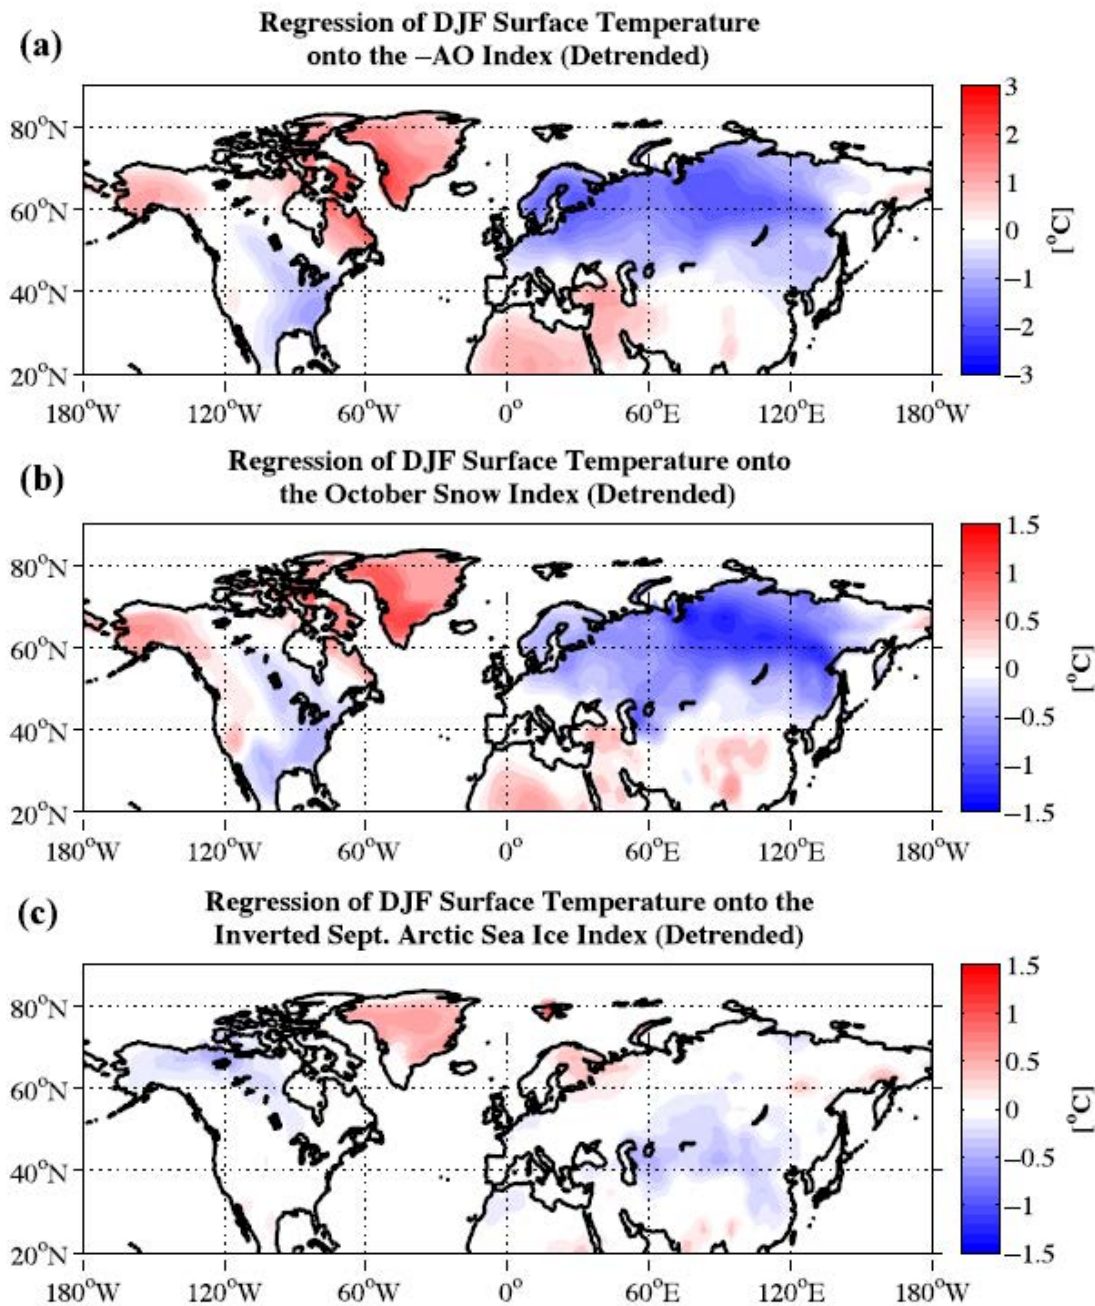 (a)
Regression of DJF Surface Temperature
onto the −AO Index (Detrended)
80°N
60°N
40°N
20°N
180°W 120°W 60°W 0° 60°E 120°E 180°W
3
2
1
0
−1
−2
−3
[°C]
(b)
Regression of DJF Surface Temperature onto
the October Snow Index (Detrended)
80°N
60°N
40°N
20°N
180°W 120°W 60°W 0° 60°E 120°E 180°W
1.5
1
0.5
0
−0.5
−1
−1.5
[°C]
(c)
Regression of DJF Surface Temperature onto the
Inverted Sept. Arctic Sea Ice Index (Detrended)
80°N
60°N
40°N
20°N
180°W 120°W 60°W 0° 60°E 120°E 180°W
1.5
1
0.5
0
−0.5
−1
−1.5
[°C]